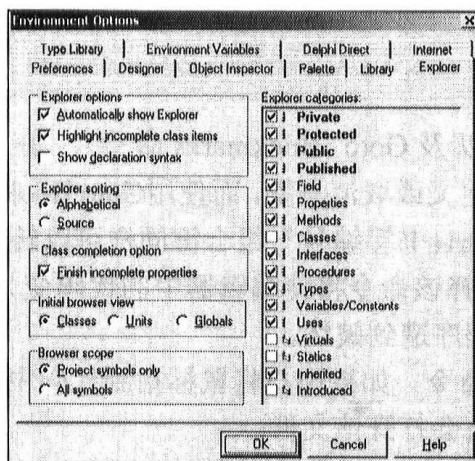 Environment Options
Type Library
Environment Variables
Delphi Direct
Internet
Preferences
Designer
Object Inspector
Palette
Library
Explorer
Explorer options
Automatically show Explorer
Highlight incomplete class items
Show declaration syntax
Explorer sorting
Alphabetical
Source
Class completion option
Finish incomplete properties
Initial browser view
Classes
Units
Globals
Browser scope
Project symbols only
All symbols
Explorer categories:
Private
Protected
Public
Published
Field
Properties
Methods
Classes
Interfaces
Procedures
Types
Variables/Constants
Uses
Virtuals
Statics
Inherited
Introduced
OK
Cancel
Help